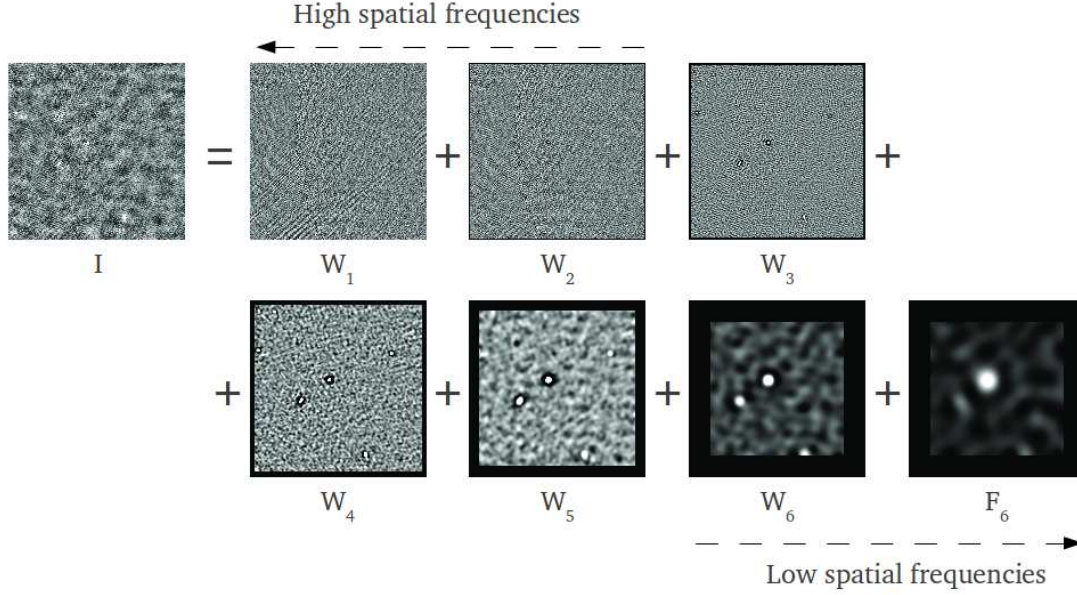 High spatial frequencies
= + + +
I W₁ W₂ W₃
+ + + +
W₄ W₅ W₆ F₆
Low spatial frequencies